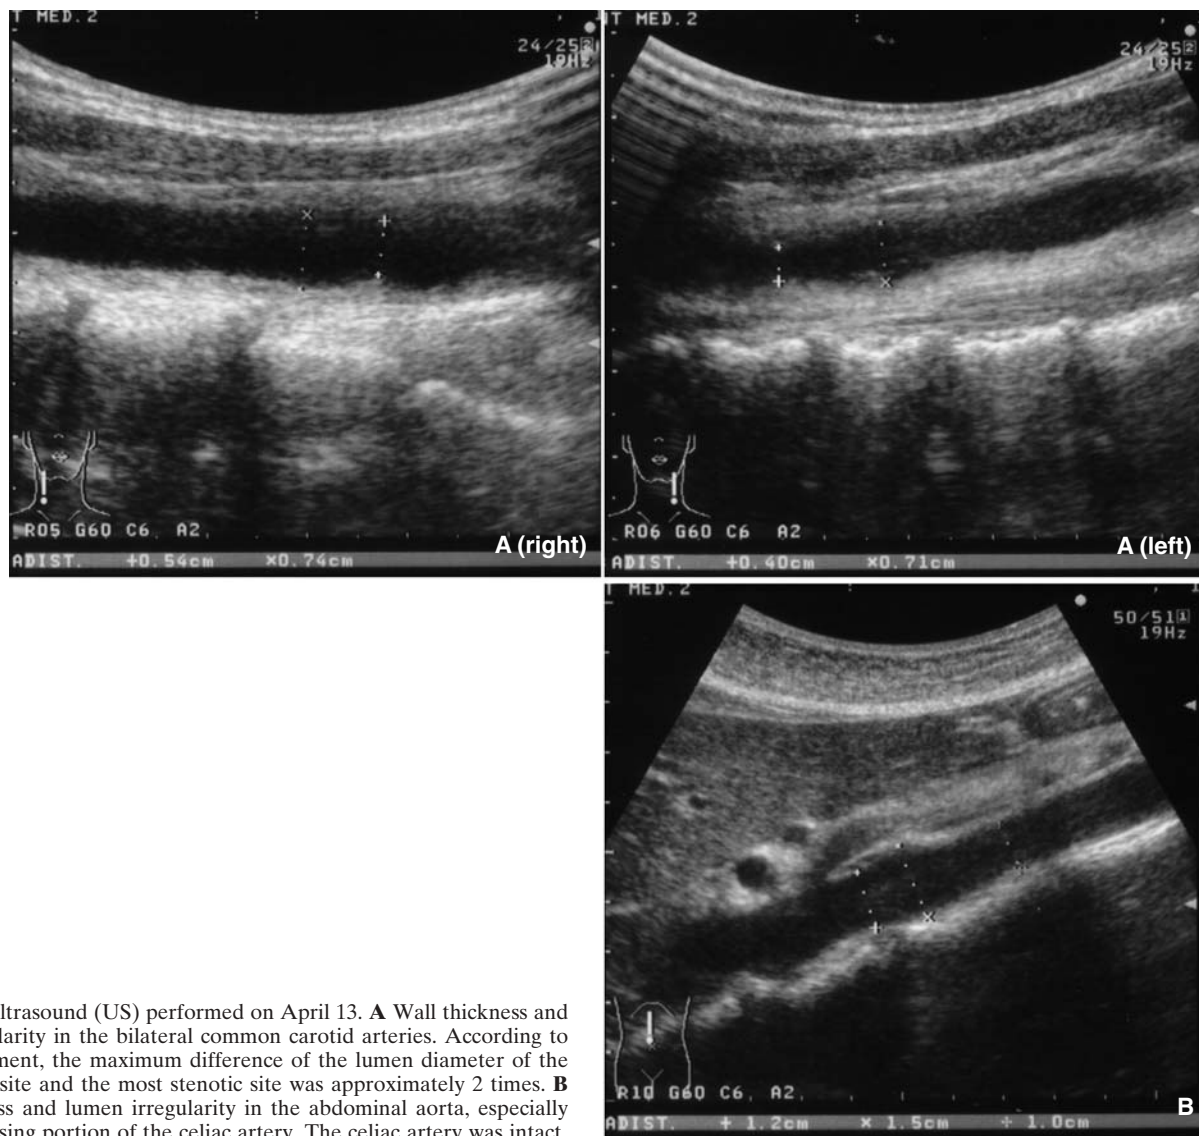 T MED.2
24/25 2
19Hz
R05 G60 C6 A2
A (right)
ADIST. +0.54cm ×0.74cm
T MED.2
24/25 2
19Hz
R06 G60 C6 A2
A (left)
ADIST. +0.40cm ×0.71cm
T MED.2
50/51 1
19Hz
R10 G60 C6 A2
B
ADIST. + 1.2cm × 1.5cm ÷ 1.0cm
ltrasound (US) performed on April 13. A Wall thickness and
larity in the bilateral common carotid arteries. According to
ment, the maximum difference of the lumen diameter of the
site and the most stenotic site was approximately 2 times. B
ss and lumen irregularity in the abdominal aorta, especially
sing portion of the celiac artery. The celiac artery was intact.